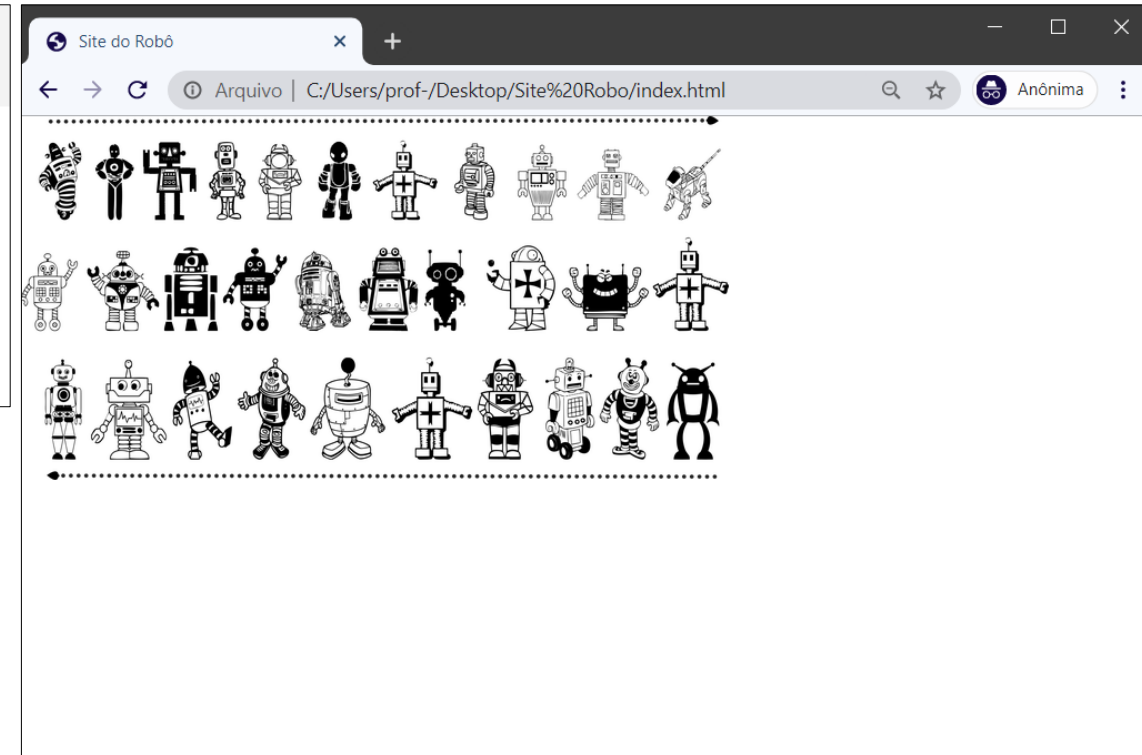 Site do Robô
Arquivo | C:/Users/prof-/Desktop/Site%20Robo/index.html
Anônima